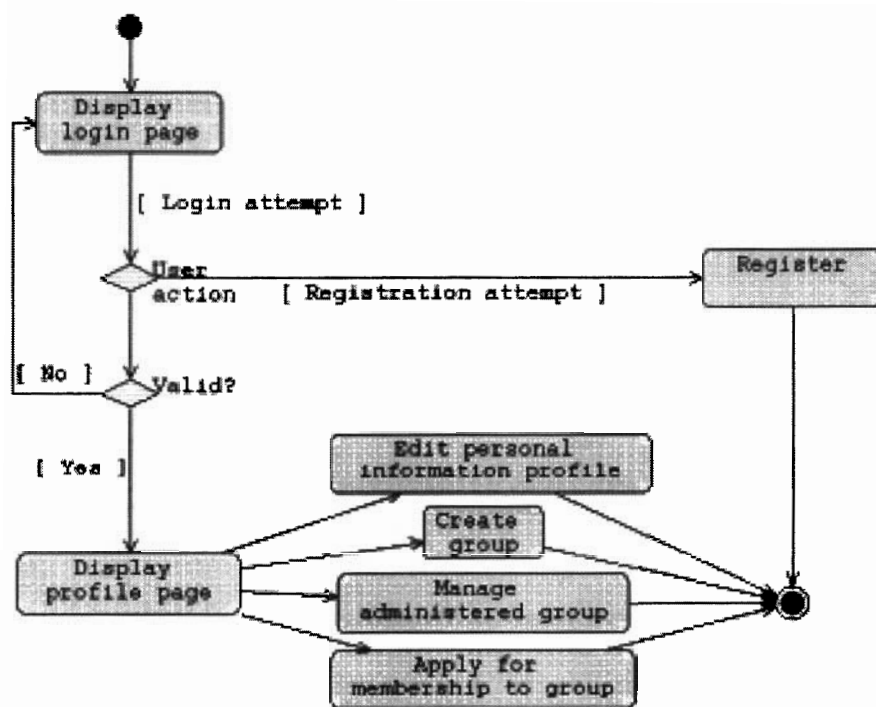 Display
login page
[ Login attempt ]
User
action
[ Registration attempt ]
Register
[ No ]
Valid?
[ Yes ]
Edit personal
information profile
Create
group
Display
profile page
Manage
administered group
Apply for
membership to group